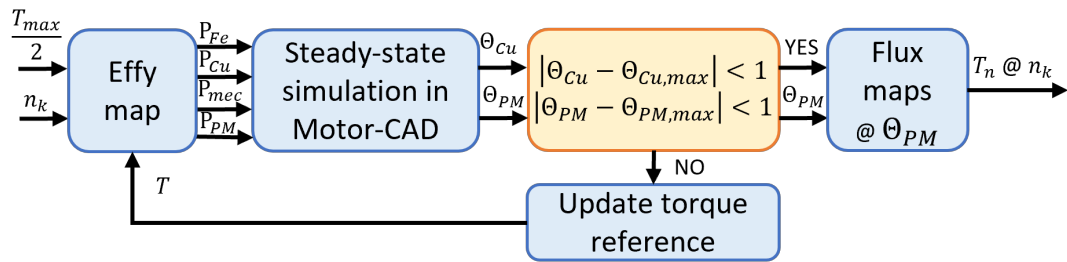 T_max/2
n_k
Effy
map
P_Fe
P_Cu
P_mec
P_PM
Steady-state
simulation in
Motor-CAD
Θ_Cu
Θ_PM
|Θ_Cu − Θ_Cu,max| < 1
|Θ_PM − Θ_PM,max| < 1
YES
Θ_PM
Flux
maps
@ Θ_PM
T_n @ n_k
NO
T
Update torque
reference